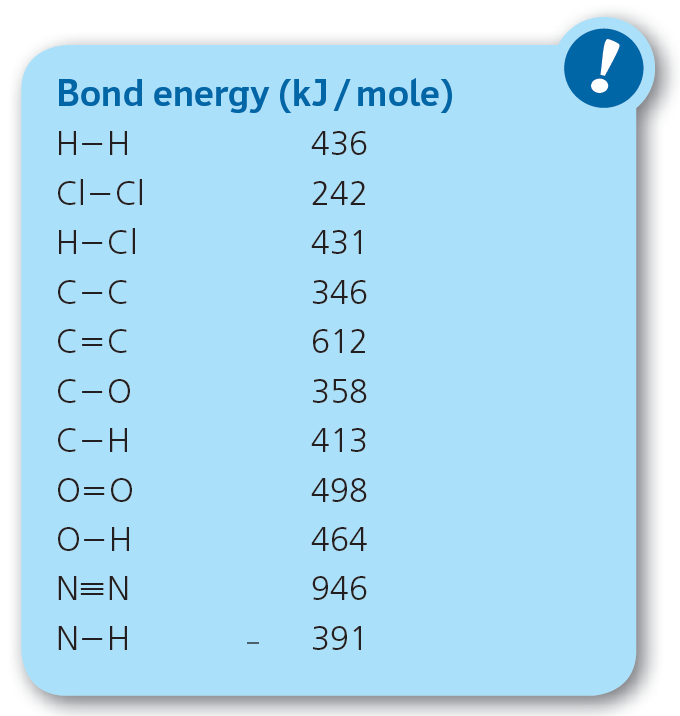 !
Bond energy (kJ/mole)
H−H 436
Cl−Cl 242
H−Cl 431
C−C 346
C=C 612
C−O 358
C−H 413
O=O 498
O−H 464
N≡N 946
N−H – 391